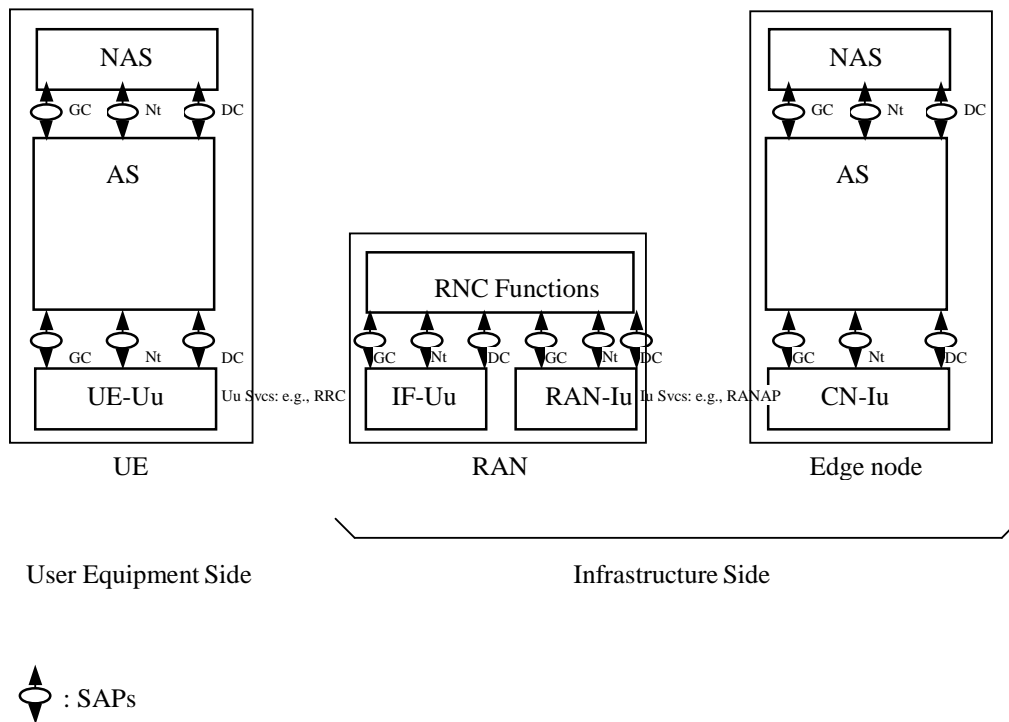 NAS
NAS
GC Nt DC
GC Nt DC
AS
AS
RNC Functions
GC Nt DC
GC Nt DC GC Nt DC
GC Nt DC
UE-Uu
Uu Svcs: e.g., RRC
IF-Uu
RAN-Iu
Iu Svcs: e.g., RANAP
CN-Iu
UE
RAN
Edge node
User Equipment Side
Infrastructure Side
: SAPs